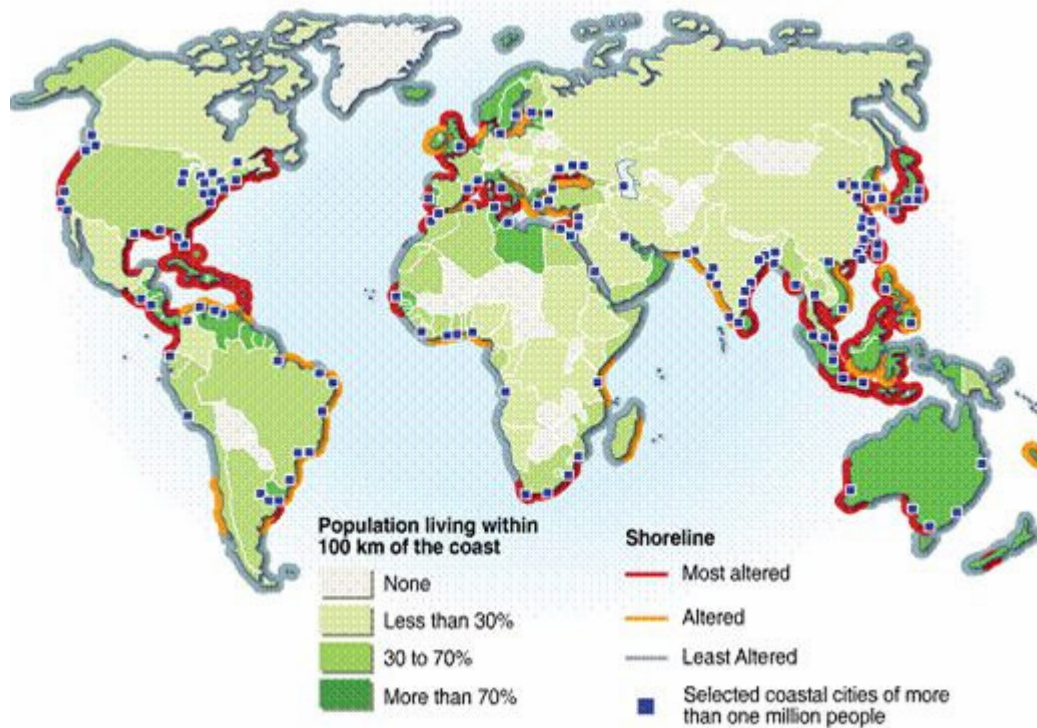 Population living within
100 km of the coast
None
Less than 30%
30 to 70%
More than 70%
Shoreline
Most altered
Altered
Least Altered
Selected coastal cities of more
than one million people